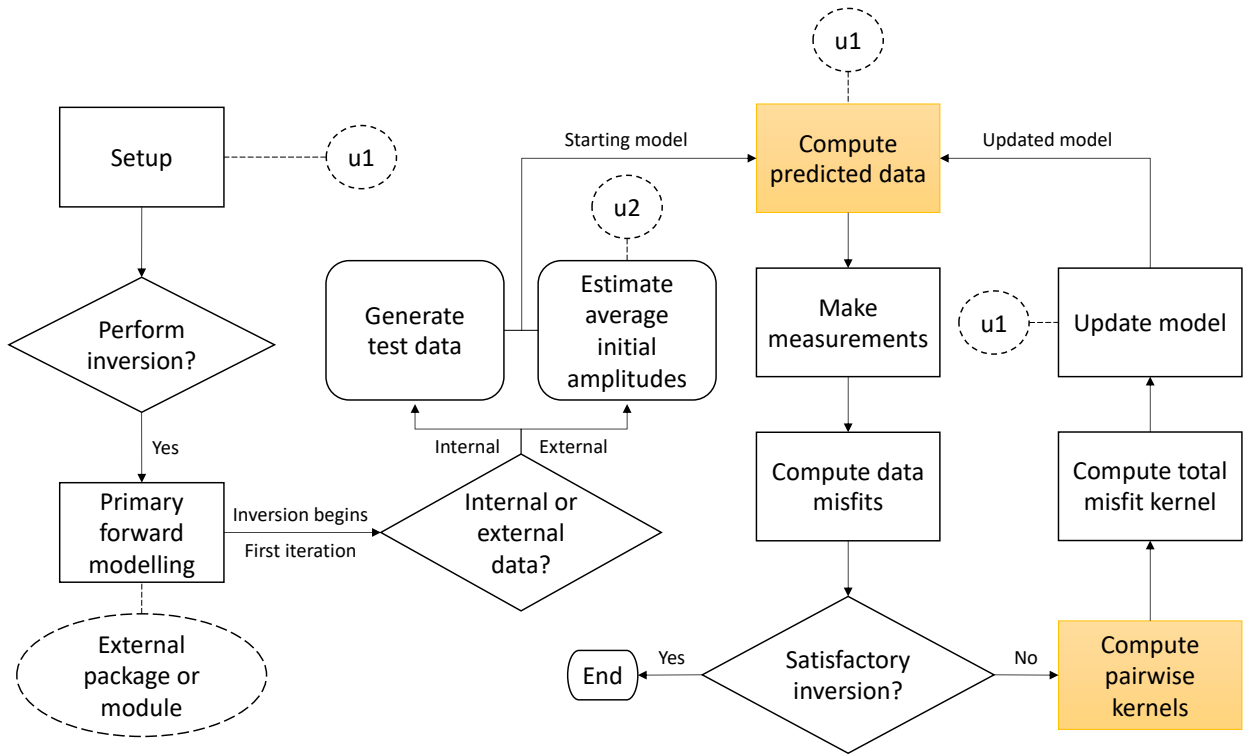 Setup
u1
Perform
inversion?
Yes
Primary
forward
modelling
External
package or
module
Inversion begins
First iteration
Internal or
external
data?
Internal
External
Generate
test data
Estimate
average
initial
amplitudes
u2
Starting model
u1
Compute
predicted data
Updated model
Make
measurements
Compute data
misfits
Satisfactory
inversion?
Yes
End
No
Compute
pairwise
kernels
Compute total
misfit kernel
Update model
u1